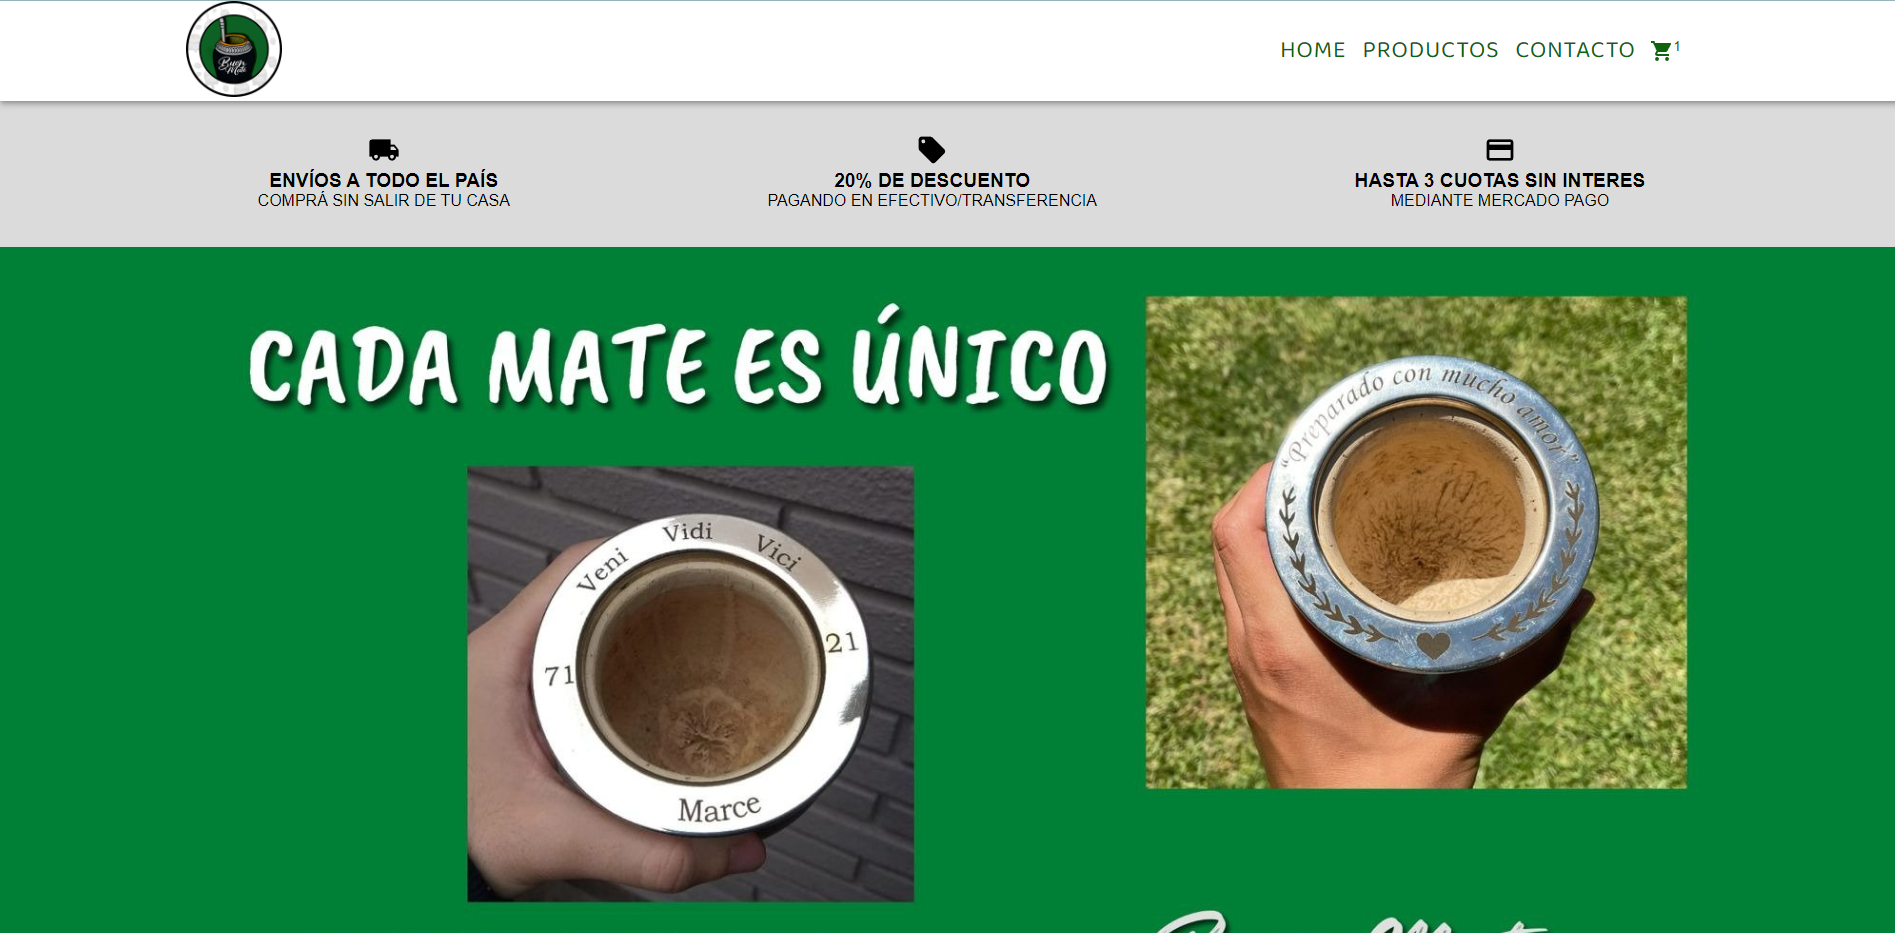 Buen
Mate
HOME PRODUCTOS CONTACTO 1
ENVÍOS A TODO EL PAÍS
COMPRÁ SIN SALIR DE TU CASA
20% DE DESCUENTO
PAGANDO EN EFECTIVO/TRANSFERENCIA
HASTA 3 CUOTAS SIN INTERES
MEDIANTE MERCADO PAGO
CADA MATE ES ÚNICO
Veni Vidi Vici
71 21
Marce
"Preparado con mucho amor"